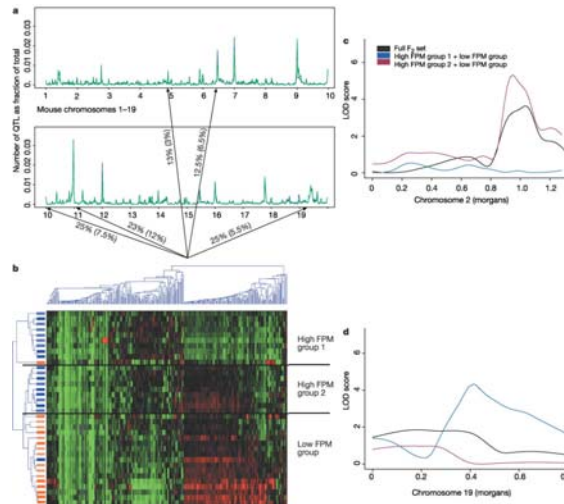 a
0.03
0.02
0.01
0
1 2 3 4 5 6 7 8 9 10
Mouse chromosomes 1–19
Number of QTL as fraction of total
0.03
0.02
0.01
0
10 11 12 13 14 15 16 17 18 19
13% (3%)
12.5% (6.5%)
25% (7.5%)
23% (12%)
25% (5.5%)
b
High FPM
group 1
High FPM
group 2
Low FPM
group
c
Full F2 set
High FPM group 1 + low FPM group
High FPM group 2 + low FPM group
LOD score
6
4
2
0
0 0.2 0.4 0.6 0.8 1.0 1.2
Chromosome 2 (morgans)
d
LOD score
6
4
2
0
0 0.2 0.4 0.6
Chromosome 19 (morgans)